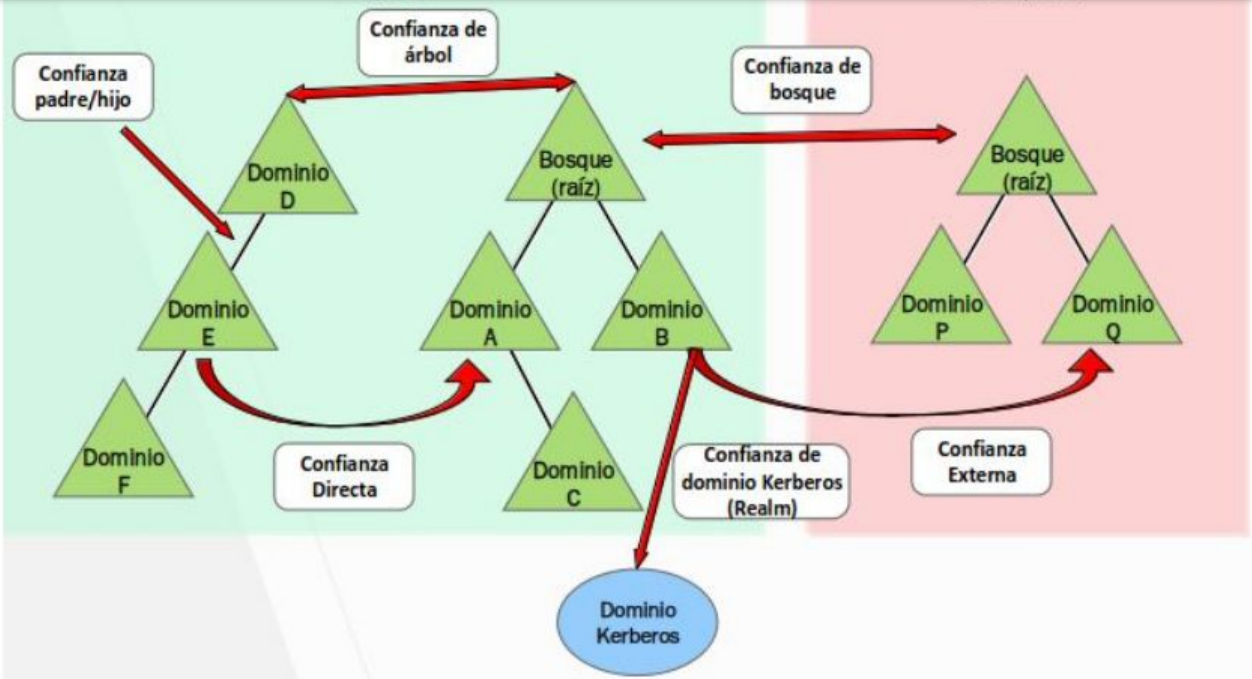 Confianza de
árbol
Confianza
padre/hijo
Confianza de
bosque
Dominio
D
Bosque
(raíz)
Bosque
(raíz)
Dominio
E
Dominio
A
Dominio
B
Dominio
P
Dominio
Q
Dominio
F
Confianza
Directa
Dominio
C
Confianza de
dominio Kerberos
(Realm)
Confianza
Externa
Dominio
Kerberos